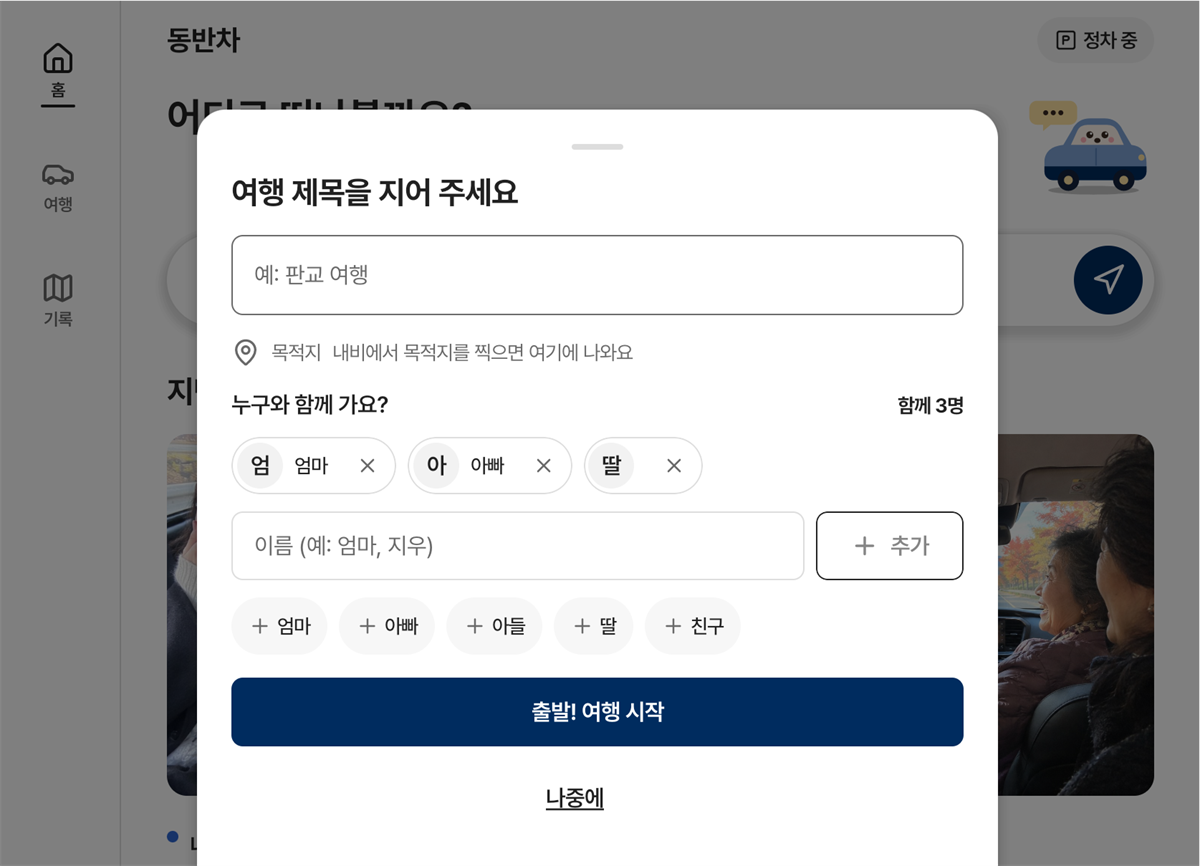 동반차
P 정차 중
홈
여행
기록
여행 제목을 지어 주세요
예: 판교 여행
목적지 내비에서 목적지를 찍으면 여기에 나와요
누구와 함께 가요? 함께 3명
엄 엄마 아 아빠 딸
이름 (예: 엄마, 지우) + 추가
+ 엄마 + 아빠 + 아들 + 딸 + 친구
출발! 여행 시작
나중에